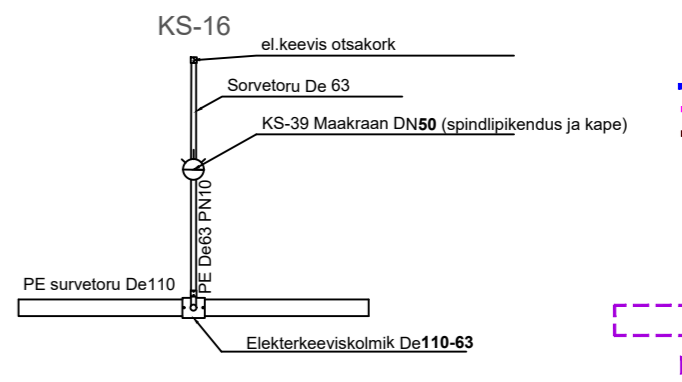 KS-16
el.keevis otsakork
Sorvetoru De 63
KS-39 Maakraan DN50 (spindlipikendus ja kape)
PE De63 PN10
PE survetoru De110
Elekterkeeviskolmik De110-63